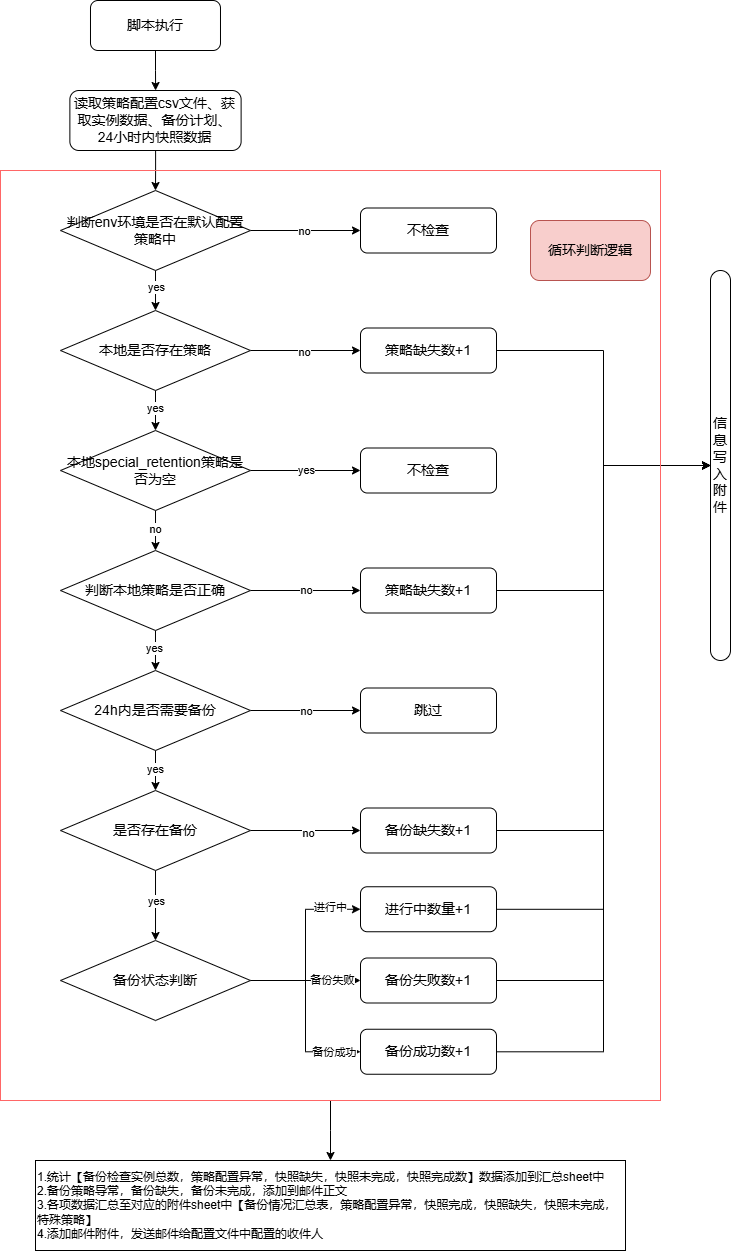 脚本执行
读取策略配置csv文件、获
取实例数据、备份计划、
24小时内快照数据
判断env环境是否在默认配置
策略中
no
不检查
循环判断逻辑
yes
本地是否存在策略
no
策略缺失数+1
yes
本地special_retention策略是
否为空
yes
不检查
信
息
写
入
附
件
no
判断本地策略是否正确
no
策略缺失数+1
yes
24h内是否需要备份
no
跳过
yes
是否存在备份
no
备份缺失数+1
yes
进行中
进行中数量+1
备份状态判断
备份失败
备份失败数+1
备份成功
备份成功数+1
1.统计【备份检查实例总数，策略配置异常，快照缺失，快照未完成，快照完成数】数据添加到汇总sheet中
2.备份策略导常，备份缺失，备份未完成，添加到邮件正文
3.各项数据汇总至对应的附件sheet中【备份情况汇总表，策略配置异常，快照完成，快照缺失，快照未完成，
特殊策略】
4.添加邮件附件，发送邮件给配置文件中配置的收件人